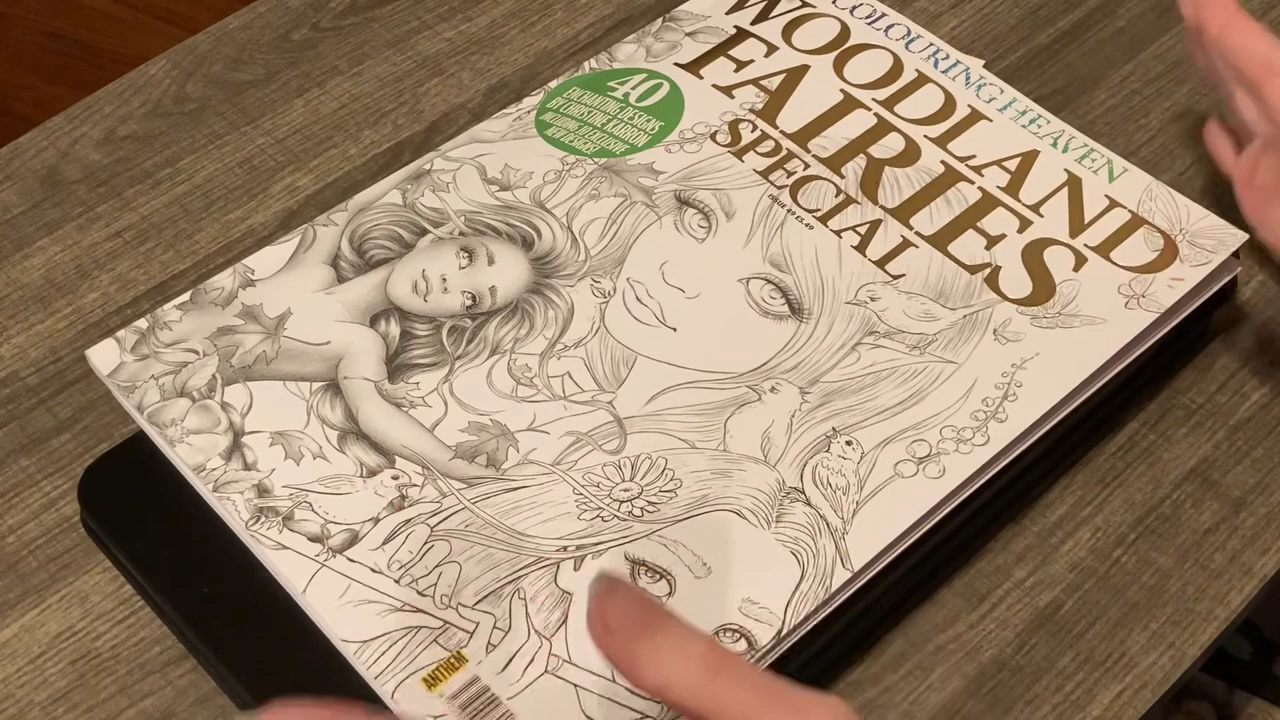 COLOURING HEAVEN
WOODLAND
FAIRIES
SPECIAL
ISSUE 49 £5.49
40
ENCHANTING DESIGNS
BY CHRISTINE KARRON
INCLUDING 10 EXCLUSIVE
NEW DESIGNS!
ANTHEM